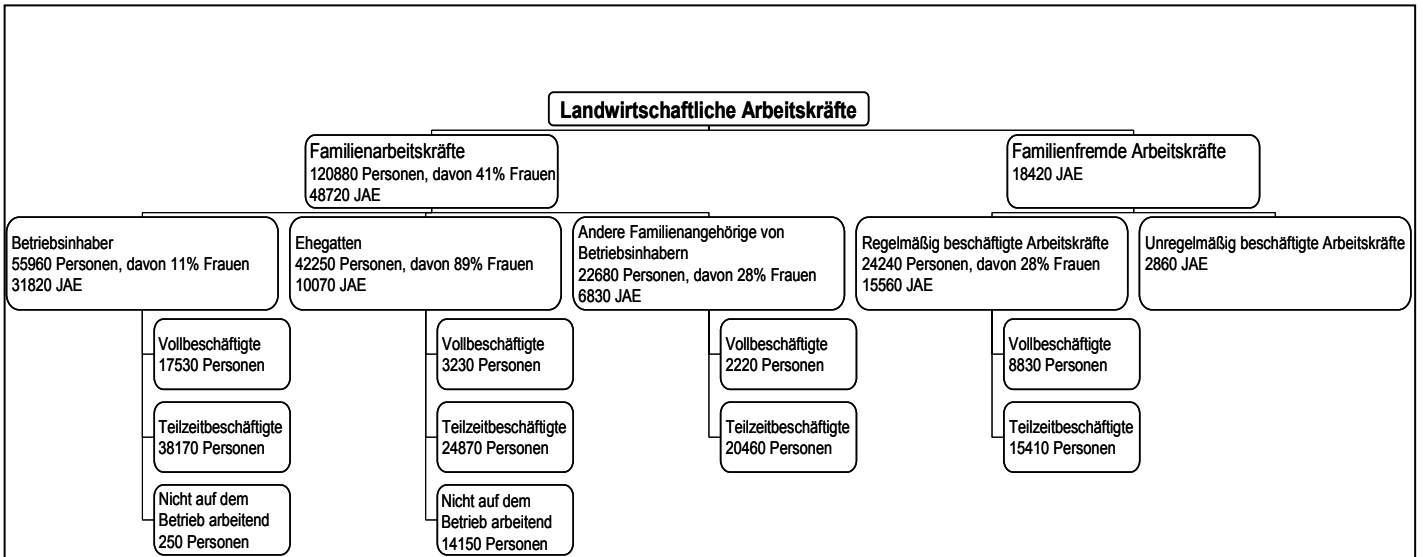 Landwirtschaftliche Arbeitskräfte
Familienarbeitskräfte
120880 Personen, davon 41% Frauen
48720 JAE
Familienfremde Arbeitskräfte
18420 JAE
Betriebsinhaber
55960 Personen, davon 11% Frauen
31820 JAE
Ehegatten
42250 Personen, davon 89% Frauen
10070 JAE
Andere Familienangehörige von
Betriebsinhabern
22680 Personen, davon 28% Frauen
6830 JAE
Regelmäßig beschäftigte Arbeitskräfte
24240 Personen, davon 28% Frauen
15560 JAE
Unregelmäßig beschäftigte Arbeitskräfte
2860 JAE
Vollbeschäftigte
17530 Personen
Vollbeschäftigte
3230 Personen
Vollbeschäftigte
2220 Personen
Vollbeschäftigte
8830 Personen
Teilzeitbeschäftigte
38170 Personen
Teilzeitbeschäftigte
24870 Personen
Teilzeitbeschäftigte
20460 Personen
Teilzeitbeschäftigte
15410 Personen
Nicht auf dem
Betrieb arbeitend
250 Personen
Nicht auf dem
Betrieb arbeitend
14150 Personen